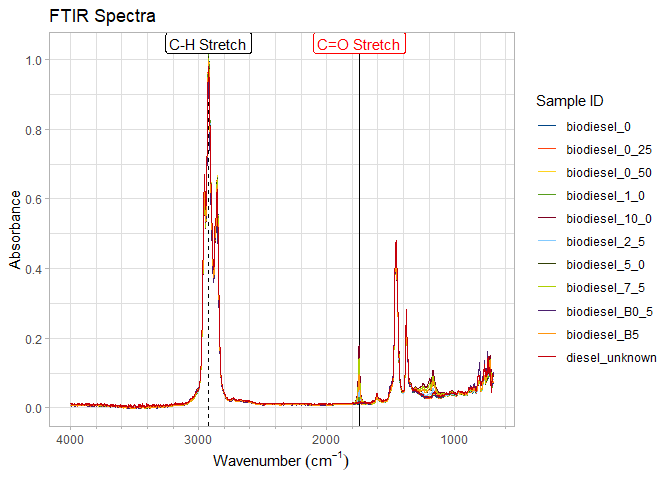 FTIR Spectra
C-H Stretch
C=O Stretch
1.0
0.8
0.6
0.4
0.2
0.0
Absorbance
4000
3000
2000
1000
Wavenumber (cm⁻¹)
Sample ID
biodiesel_0
biodiesel_0_25
biodiesel_0_50
biodiesel_1_0
biodiesel_10_0
biodiesel_2_5
biodiesel_5_0
biodiesel_7_5
biodiesel_B0_5
biodiesel_B5
diesel_unknown